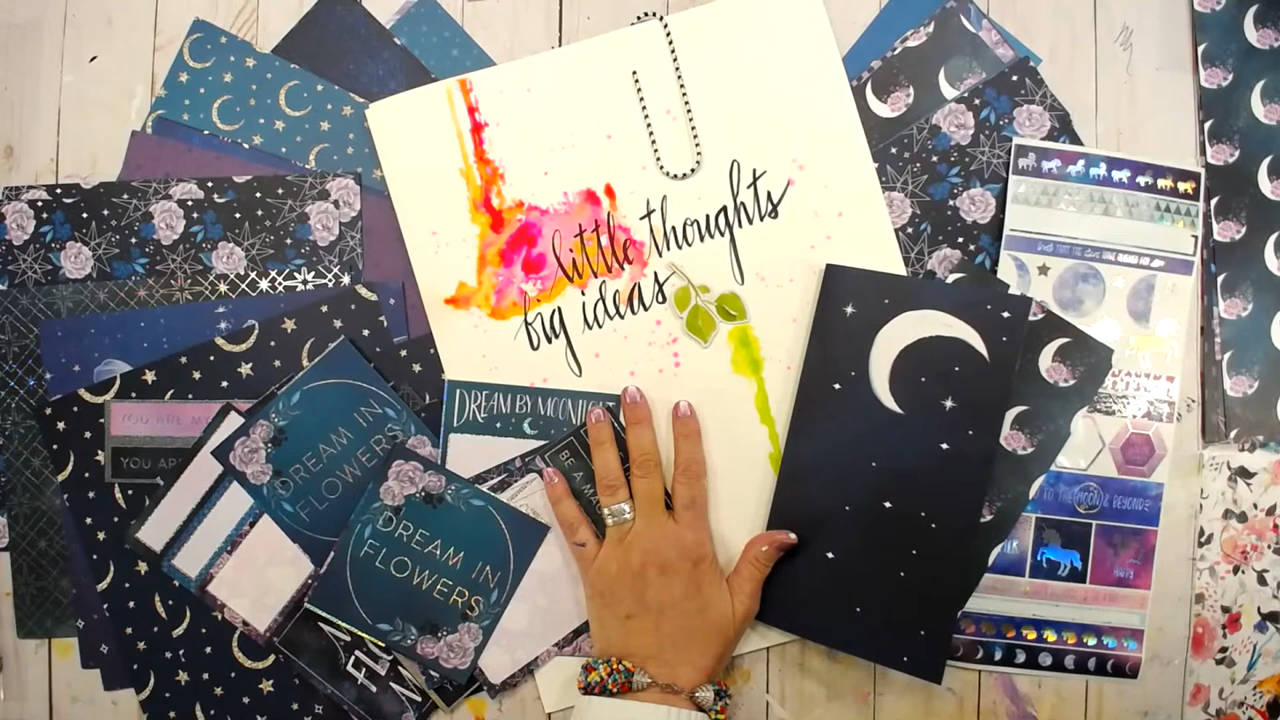 little thoughts
big ideas
DREAM BY MOONLIGHT
BE A
YOU ARE MY
YOU ARE
DREAM IN
FLOWERS
DREAM IN
FLOWERS
TO THE MOON & BEYOND